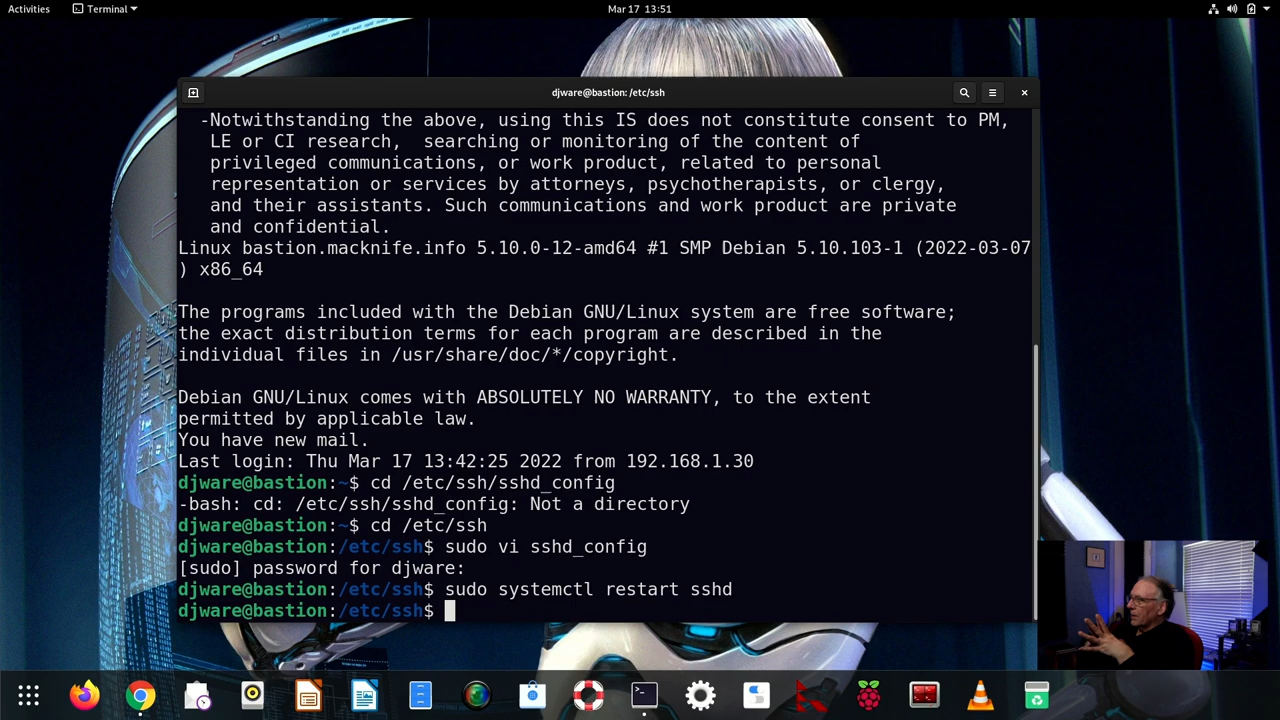 Activities
Terminal
Mar 17 13:51
djware@bastion: /etc/ssh
-Notwithstanding the above, using this IS does not constitute consent to PM,
LE or CI research,  searching or monitoring of the content of
privileged communications, or work product, related to personal
representation or services by attorneys, psychotherapists, or clergy,
and their assistants. Such communications and work product are private
and confidential.
Linux bastion.macknife.info 5.10.0-12-amd64 #1 SMP Debian 5.10.103-1 (2022-03-07
) x86_64
The programs included with the Debian GNU/Linux system are free software;
the exact distribution terms for each program are described in the
individual files in /usr/share/doc/*/copyright.
Debian GNU/Linux comes with ABSOLUTELY NO WARRANTY, to the extent
permitted by applicable law.
You have new mail.
Last login: Thu Mar 17 13:42:25 2022 from 192.168.1.30
djware@bastion:~$ cd /etc/ssh/sshd_config
-bash: cd: /etc/ssh/sshd_config: Not a directory
djware@bastion:~$ cd /etc/ssh
djware@bastion:/etc/ssh$ sudo vi sshd_config
[sudo] password for djware:
djware@bastion:/etc/ssh$ sudo systemctl restart sshd
djware@bastion:/etc/ssh$